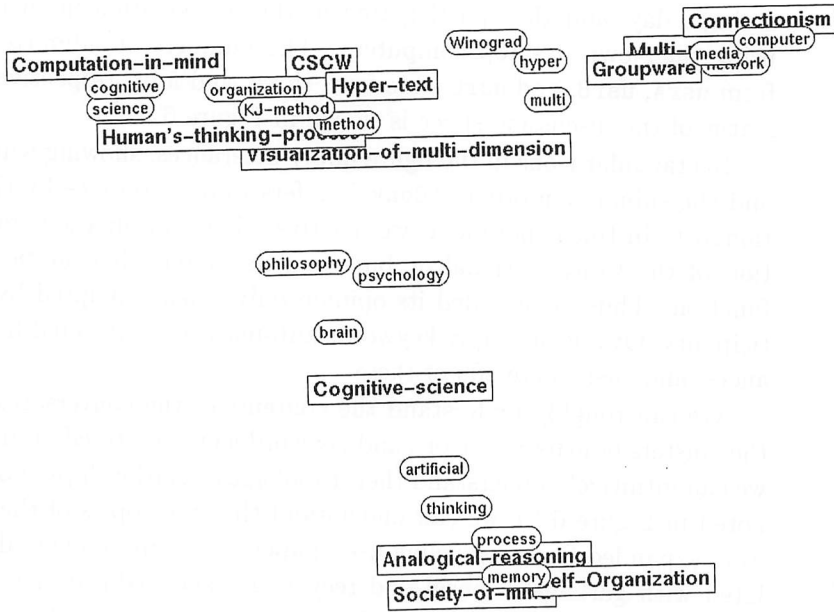 Connectionism
Winograd
computer
Multi-
media
Computation-in-mind
CSCW
hyper
Groupware
network
cognitive
organization
Hyper-text
multi
science
KJ-method
method
Human's-thinking-process
Visualization-of-multi-dimension
philosophy
psychology
brain
Cognitive-science
artificial
thinking
process
Analogical-reasoning
memory
elf-Organization
Society-of-mind